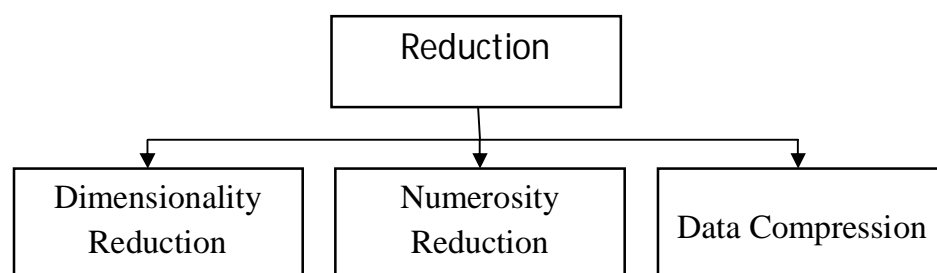 Reduction
Dimensionality
Reduction
Numerosity
Reduction
Data Compression